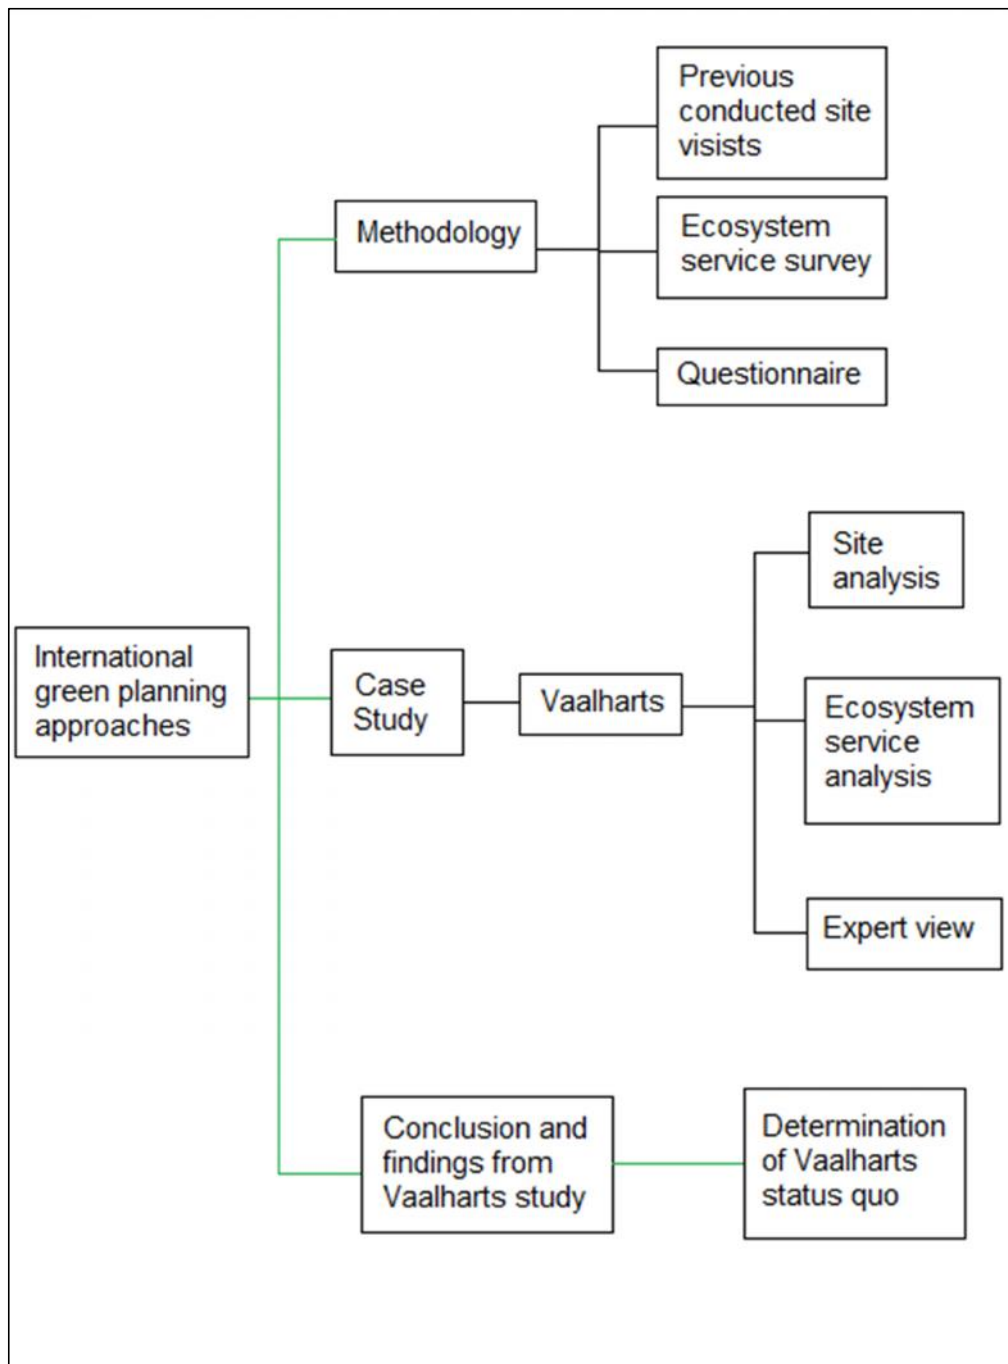 Previous
conducted site
visists
Methodology
Ecosystem
service survey
Questionnaire
Site
analysis
International
green planning
approaches
Case
Study
Vaalharts
Ecosystem
service
analysis
Expert view
Conclusion and
findings from
Vaalharts study
Determination
of Vaalharts
status quo